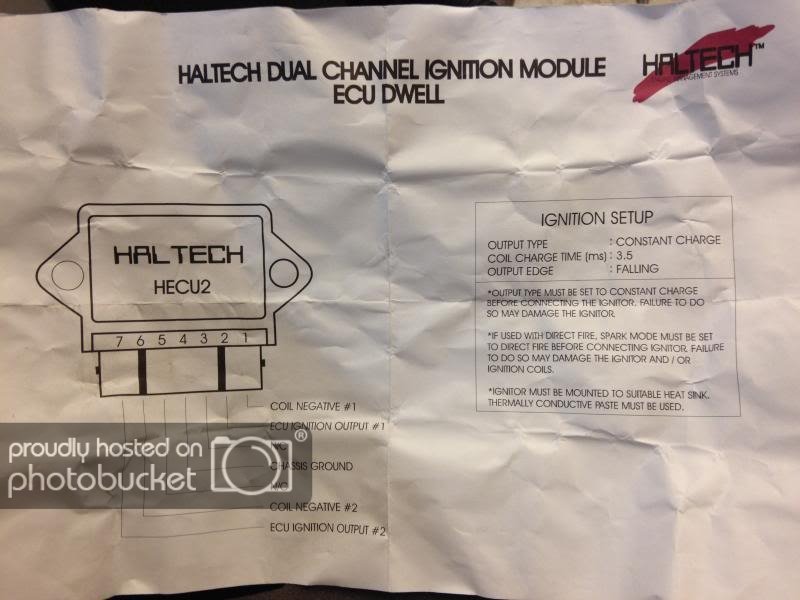 HALTECH DUAL CHANNEL IGNITION MODULE
ECU DWELL
HALTECH™
ENGINE MANAGEMENT SYSTEMS
HALTECH
HECU2
7 6 5 4 3 2 1
COIL NEGATIVE #1
ECU IGNITION OUTPUT #1
N/C
CHASSIS GROUND
N/C
COIL NEGATIVE #2
ECU IGNITION OUTPUT #2
IGNITION SETUP
OUTPUT TYPE : CONSTANT CHARGE
COIL CHARGE TIME (ms) : 3.5
OUTPUT EDGE : FALLING
*OUTPUT TYPE MUST BE SET TO CONSTANT CHARGE
BEFORE CONNECTING THE IGNITOR. FAILURE TO DO
SO MAY DAMAGE THE IGNITOR.
*IF USED WITH DIRECT FIRE, SPARK MODE MUST BE SET
TO DIRECT FIRE BEFORE CONNECTING IGNITOR. FAILURE
TO DO SO MAY DAMAGE THE IGNITOR AND / OR
IGNITION COILS.
*IGNITOR MUST BE MOUNTED TO SUITABLE HEAT SINK.
THERMALLY CONDUCTIVE PASTE MUST BE USED.
proudly hosted on
photobucket
®